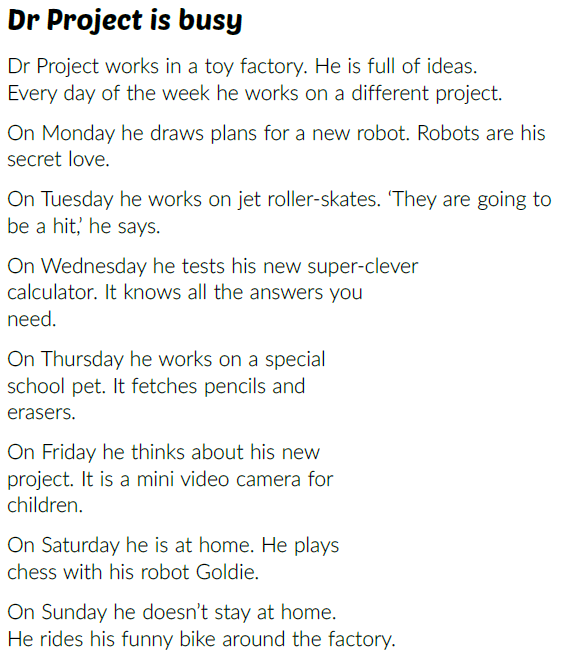 Dr Project is busy
Dr Project works in a toy factory. He is full of ideas.
Every day of the week he works on a different project.
On Monday he draws plans for a new robot. Robots are his
secret love.
On Tuesday he works on jet roller-skates. ‘They are going to
be a hit,’ he says.
On Wednesday he tests his new super-clever
calculator. It knows all the answers you
need.
On Thursday he works on a special
school pet. It fetches pencils and
erasers.
On Friday he thinks about his new
project. It is a mini video camera for
children.
On Saturday he is at home. He plays
chess with his robot Goldie.
On Sunday he doesn’t stay at home.
He rides his funny bike around the factory.